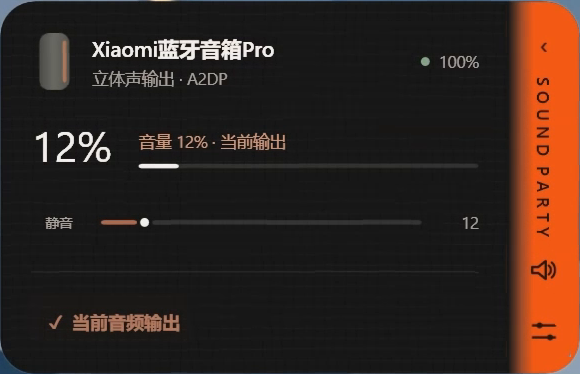 Xiaomi蓝牙音箱Pro
立体声输出 · A2DP
100%
12%
音量 12% · 当前输出
静音
12
✓ 当前音频输出
SOUND PARTY